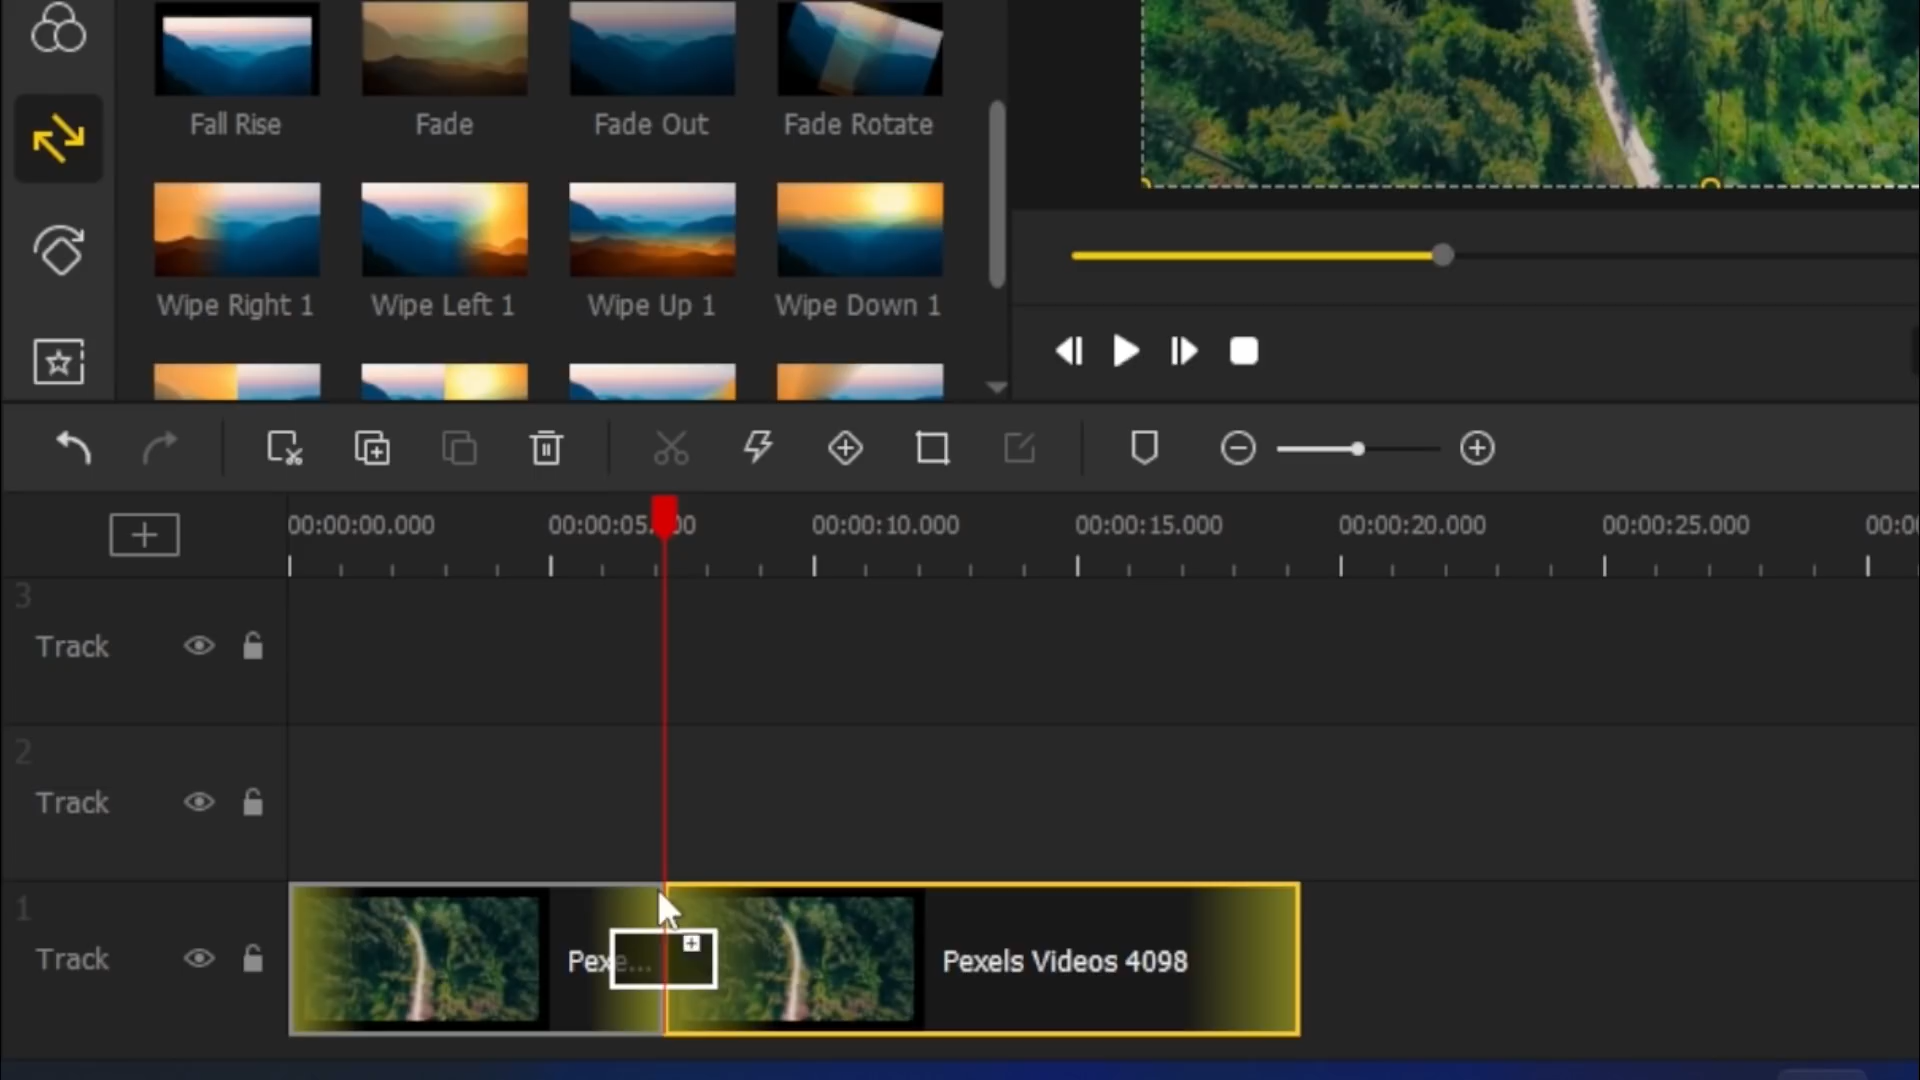 Fall Rise Fade Fade Out Fade Rotate
Wipe Right 1 Wipe Left 1 Wipe Up 1 Wipe Down 1
00:00:00.000 00:00:05. 00 00:00:10.000 00:00:15.000 00:00:20.000 00:00:25.000 00:0
3
Track
2
Track
1
Track
Pexe...
Pexels Videos 4098